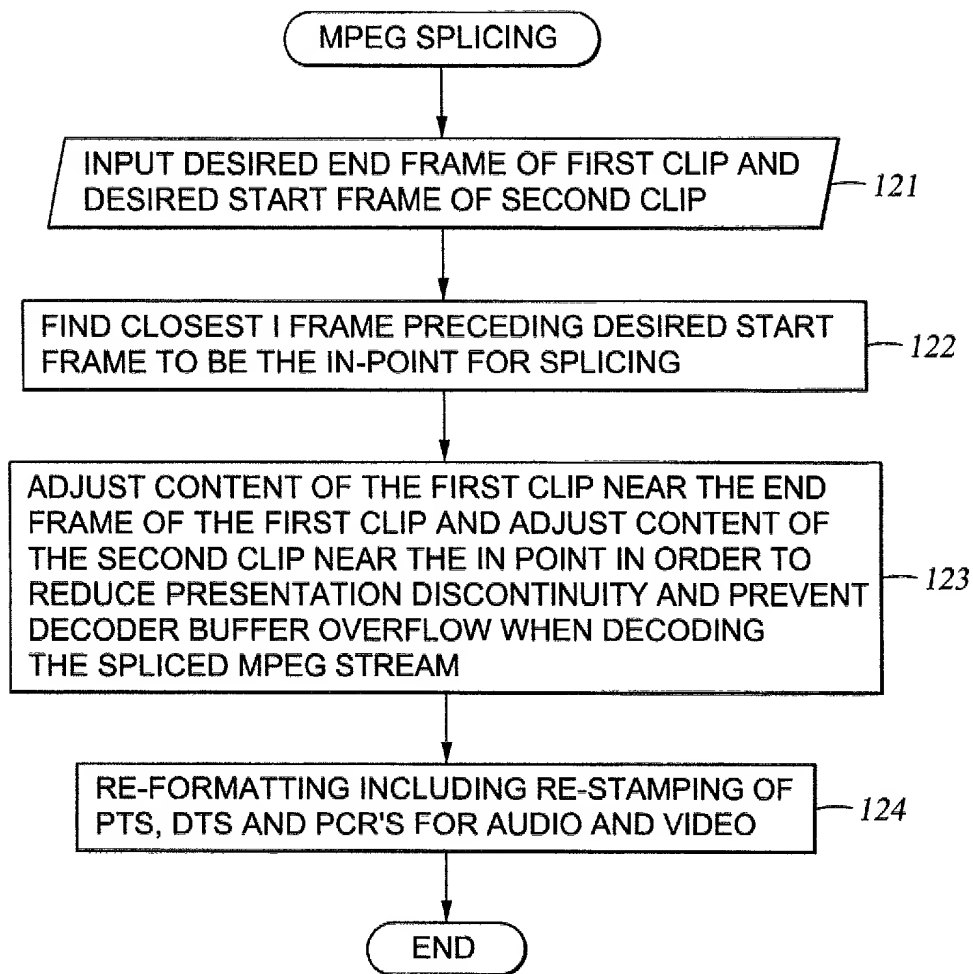 MPEG SPLICING
INPUT DESIRED END FRAME OF FIRST CLIP AND
DESIRED START FRAME OF SECOND CLIP
121
FIND CLOSEST I FRAME PRECEDING DESIRED START
FRAME TO BE THE IN-POINT FOR SPLICING
122
ADJUST CONTENT OF THE FIRST CLIP NEAR THE END
FRAME OF THE FIRST CLIP AND ADJUST CONTENT OF
THE SECOND CLIP NEAR THE IN POINT IN ORDER TO
REDUCE PRESENTATION DISCONTINUITY AND PREVENT
DECODER BUFFER OVERFLOW WHEN DECODING
THE SPLICED MPEG STREAM
123
RE-FORMATTING INCLUDING RE-STAMPING OF
PTS, DTS AND PCR'S FOR AUDIO AND VIDEO
124
END